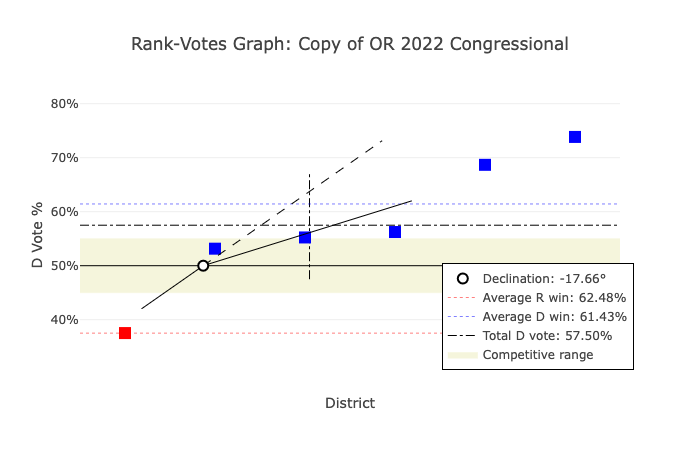 Rank-Votes Graph: Copy of OR 2022 Congressional
80%
70%
60%
50%
40%
D Vote %
District
Declination: -17.66°
Average R win: 62.48%
Average D win: 61.43%
Total D vote: 57.50%
Competitive range